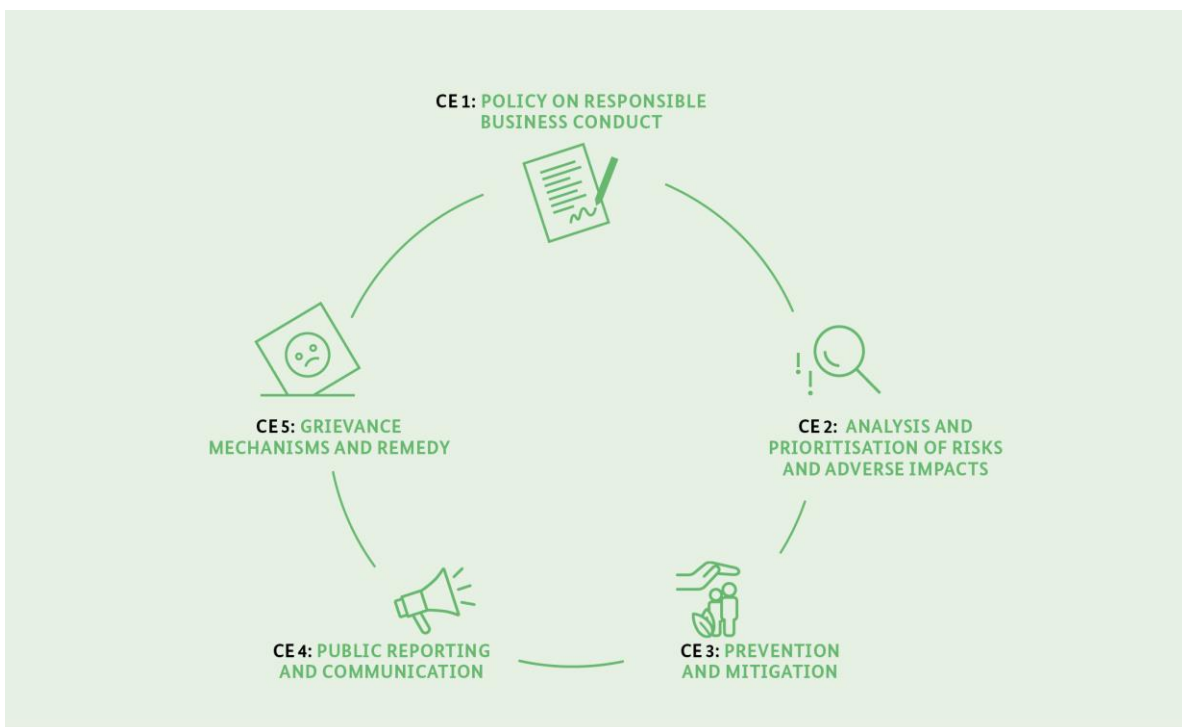 CE 1: POLICY ON RESPONSIBLE
BUSINESS CONDUCT
CE 2: ANALYSIS AND
PRIORITISATION OF RISKS
AND ADVERSE IMPACTS
CE 3: PREVENTION
AND MITIGATION
CE 4: PUBLIC REPORTING
AND COMMUNICATION
CE 5: GRIEVANCE
MECHANISMS AND REMEDY